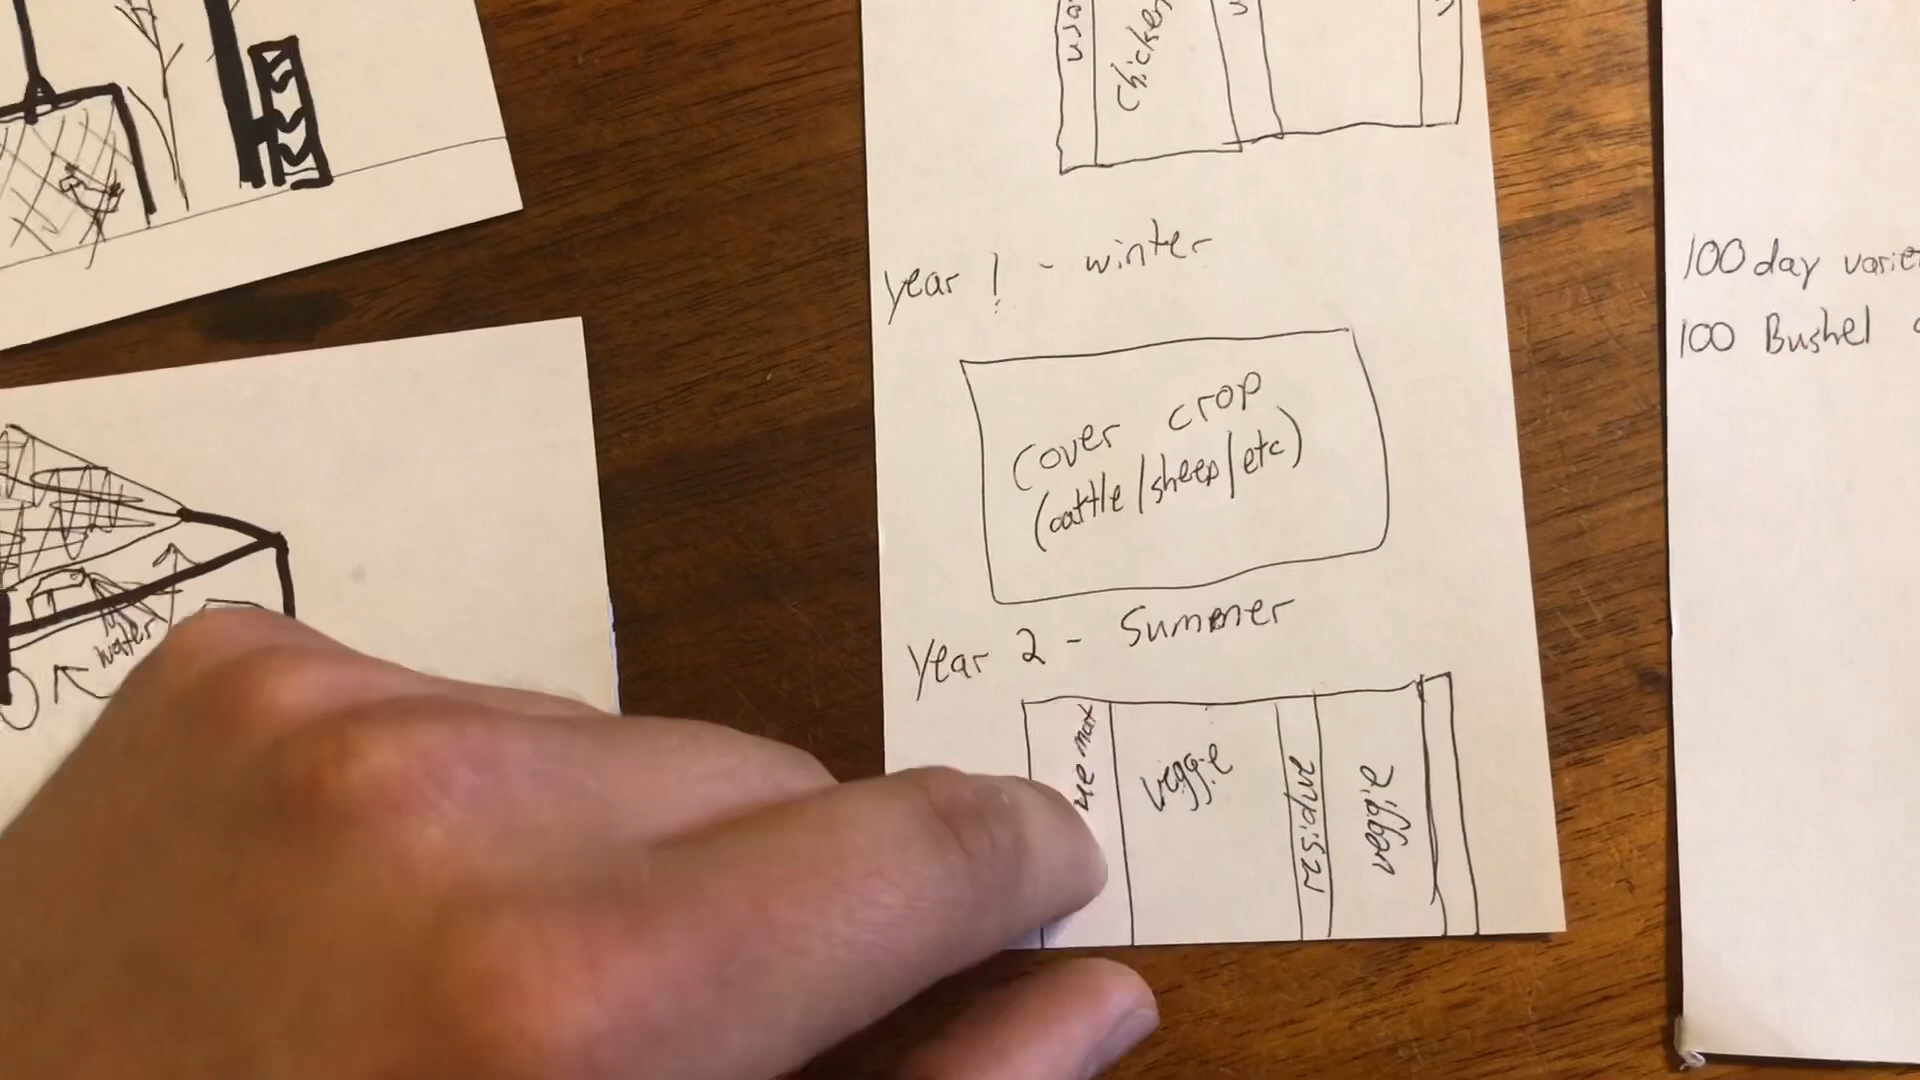 Chicken
year 1 - winter
Cover crop
(cattle/sheep/etc)
Year 2 - Summer
veggie
residue
veggie
water
100 day
100 Bushel